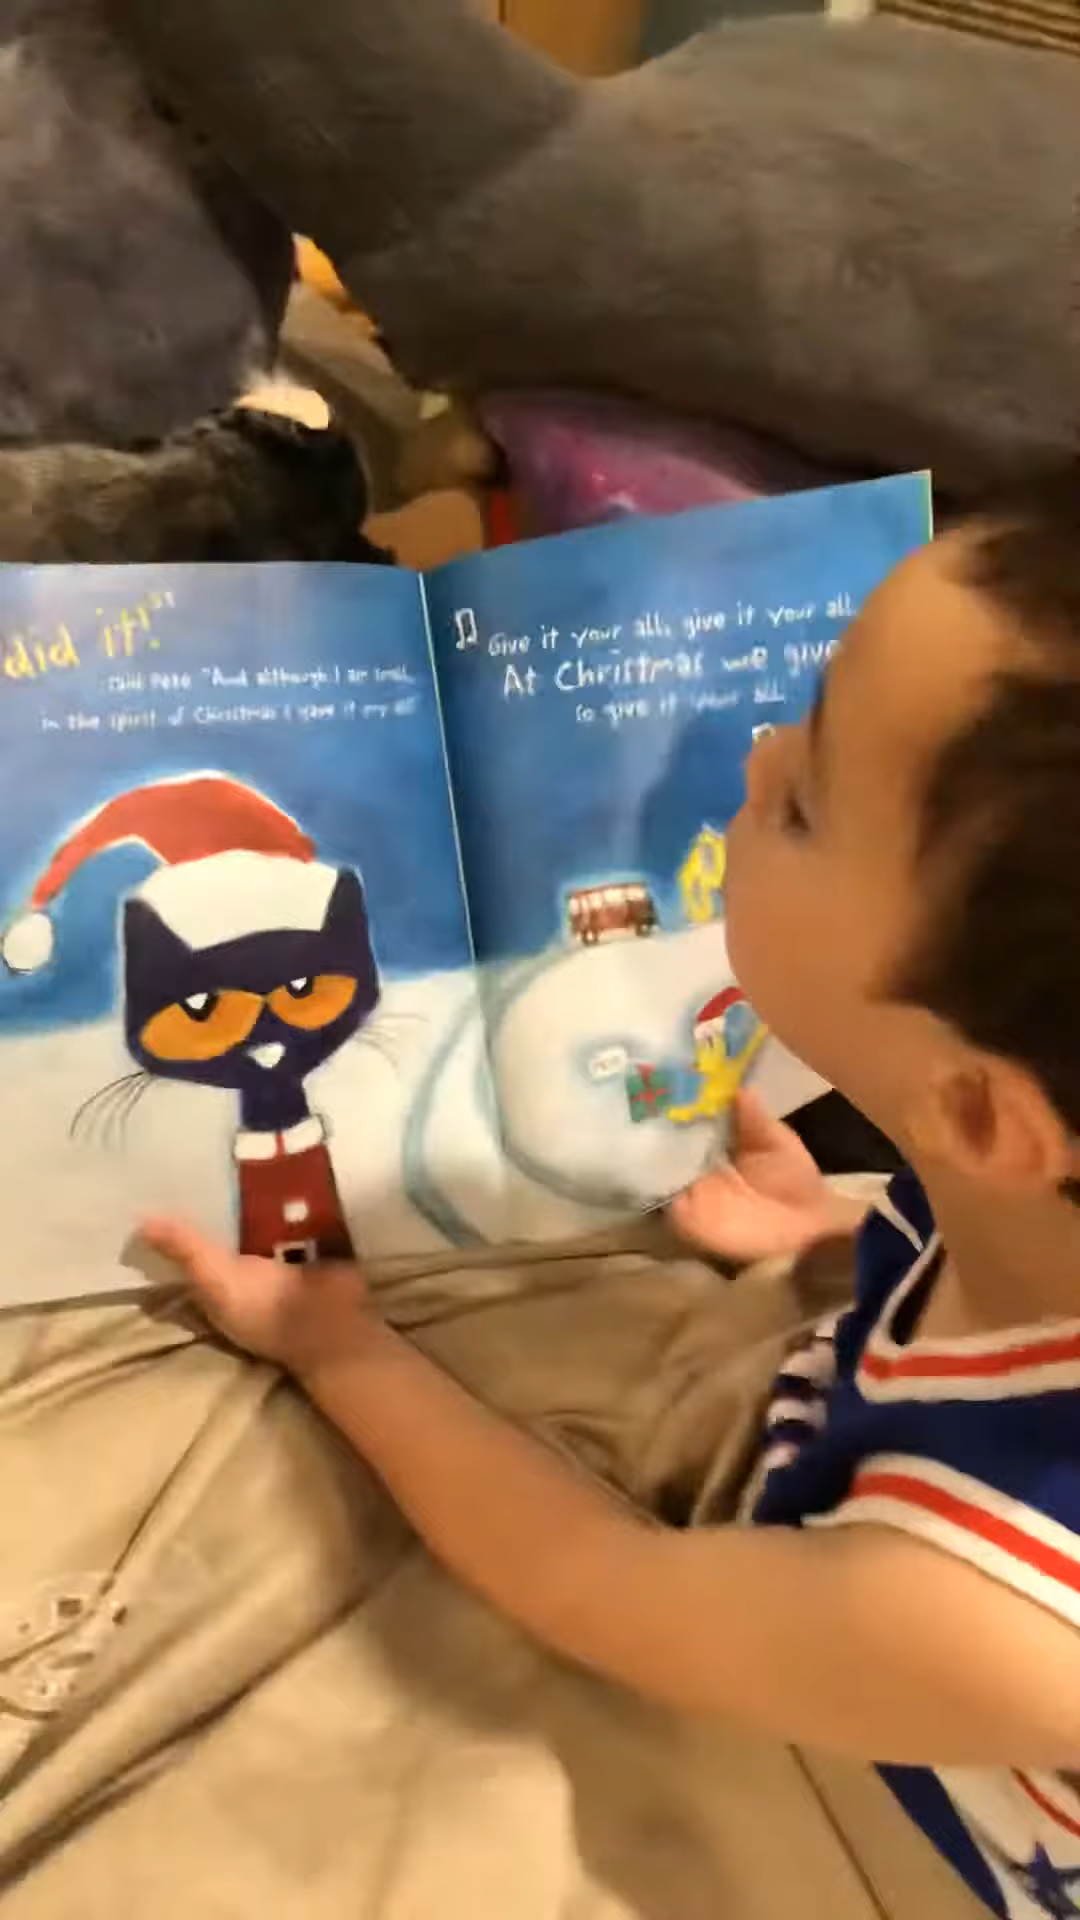 did it!"
said Pete. "And although I am small,
in the spirit of Christmas I gave it my all
Give it your all, give it your all
At Christmas we give
so give it your all